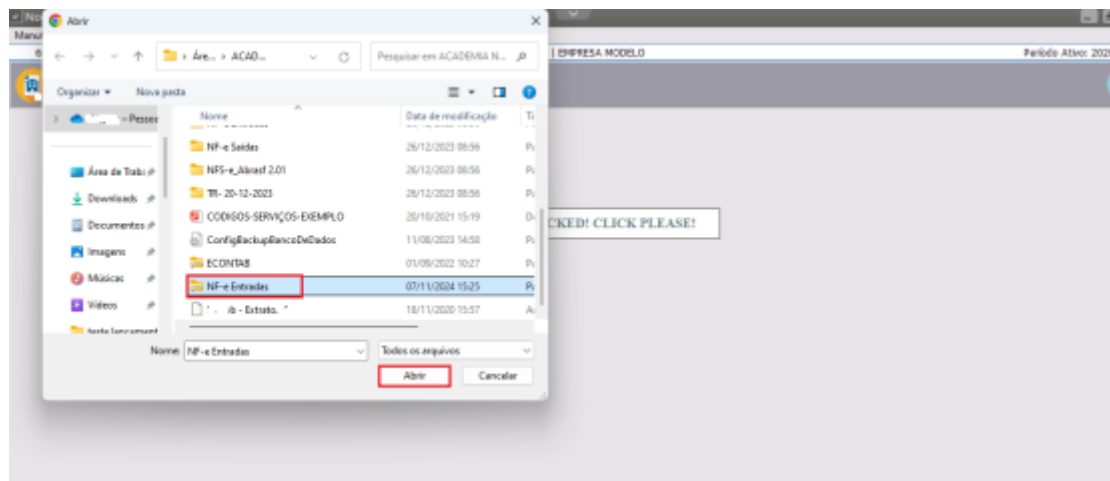 Abrir
Manu
| EMPRESA MODELO
Período Ativo: 202
Pesquisar em ACADEMIA N...
Organizar
Nova pasta
Nome
Data de modificação
NF-e Saídas 26/12/2023 08:56
Área de Trab
NFS-e_Abrasf 2.01 26/12/2023 08:56
Downloads
TR- 20-12-2023 26/12/2023 08:56
Documentos
CODIGOS-SERVIÇOS-EXEMPLO 20/10/2021 15:19
CKED! CLICK PLEASE!
Imagens
ConfigBackupBancoDeDados 11/08/2023 14:58
Músicas
ECONTAB 01/09/2022 10:27
NF-e Entradas 07/11/2024 15:25
Vídeos
- Extrato. 18/11/2020 15:57
teste lancament
Nome: NF-e Entradas
Todos os arquivos
Abrir
Cancelar